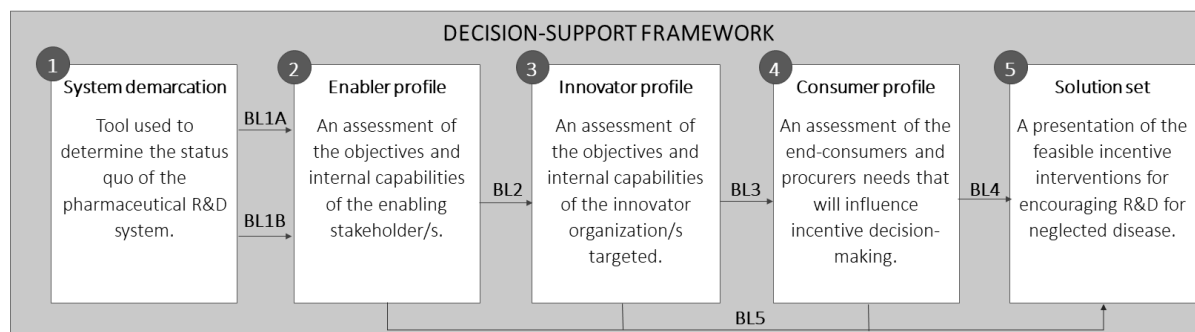 DECISION-SUPPORT FRAMEWORK
1
System demarcation
Tool used to
determine the status
quo of the
pharmaceutical R&D
system.
BL1A
BL1B
2
Enabler profile
An assessment of
the objectives and
internal capabilities
of the enabling
stakeholder/s.
BL2
3
Innovator profile
An assessment of
the objectives and
internal capabilities
of the innovator
organization/s
targeted.
BL3
4
Consumer profile
An assessment of the
end-consumers and
procurers needs that
will influence
incentive decision-
making.
BL4
5
Solution set
A presentation of the
feasible incentive
interventions for
encouraging R&D for
neglected disease.
BL5